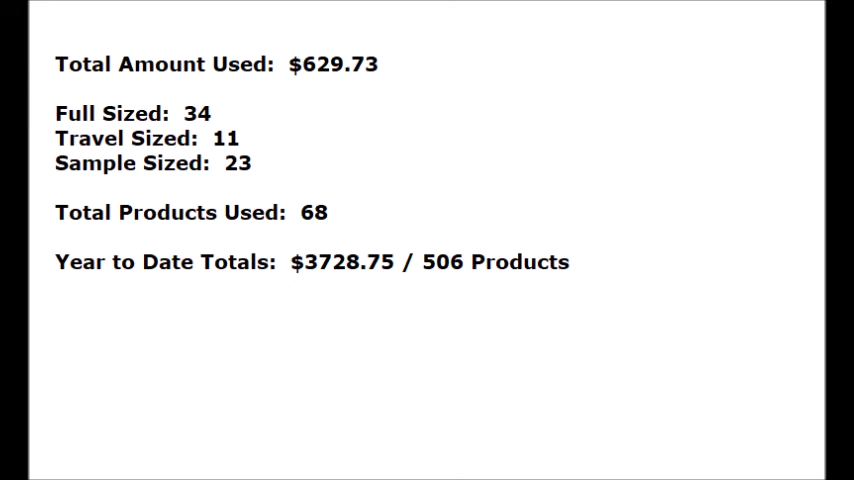 Total Amount Used: $629.73
Full Sized: 34
Travel Sized: 11
Sample Sized: 23
Total Products Used: 68
Year to Date Totals: $3728.75 / 506 Products